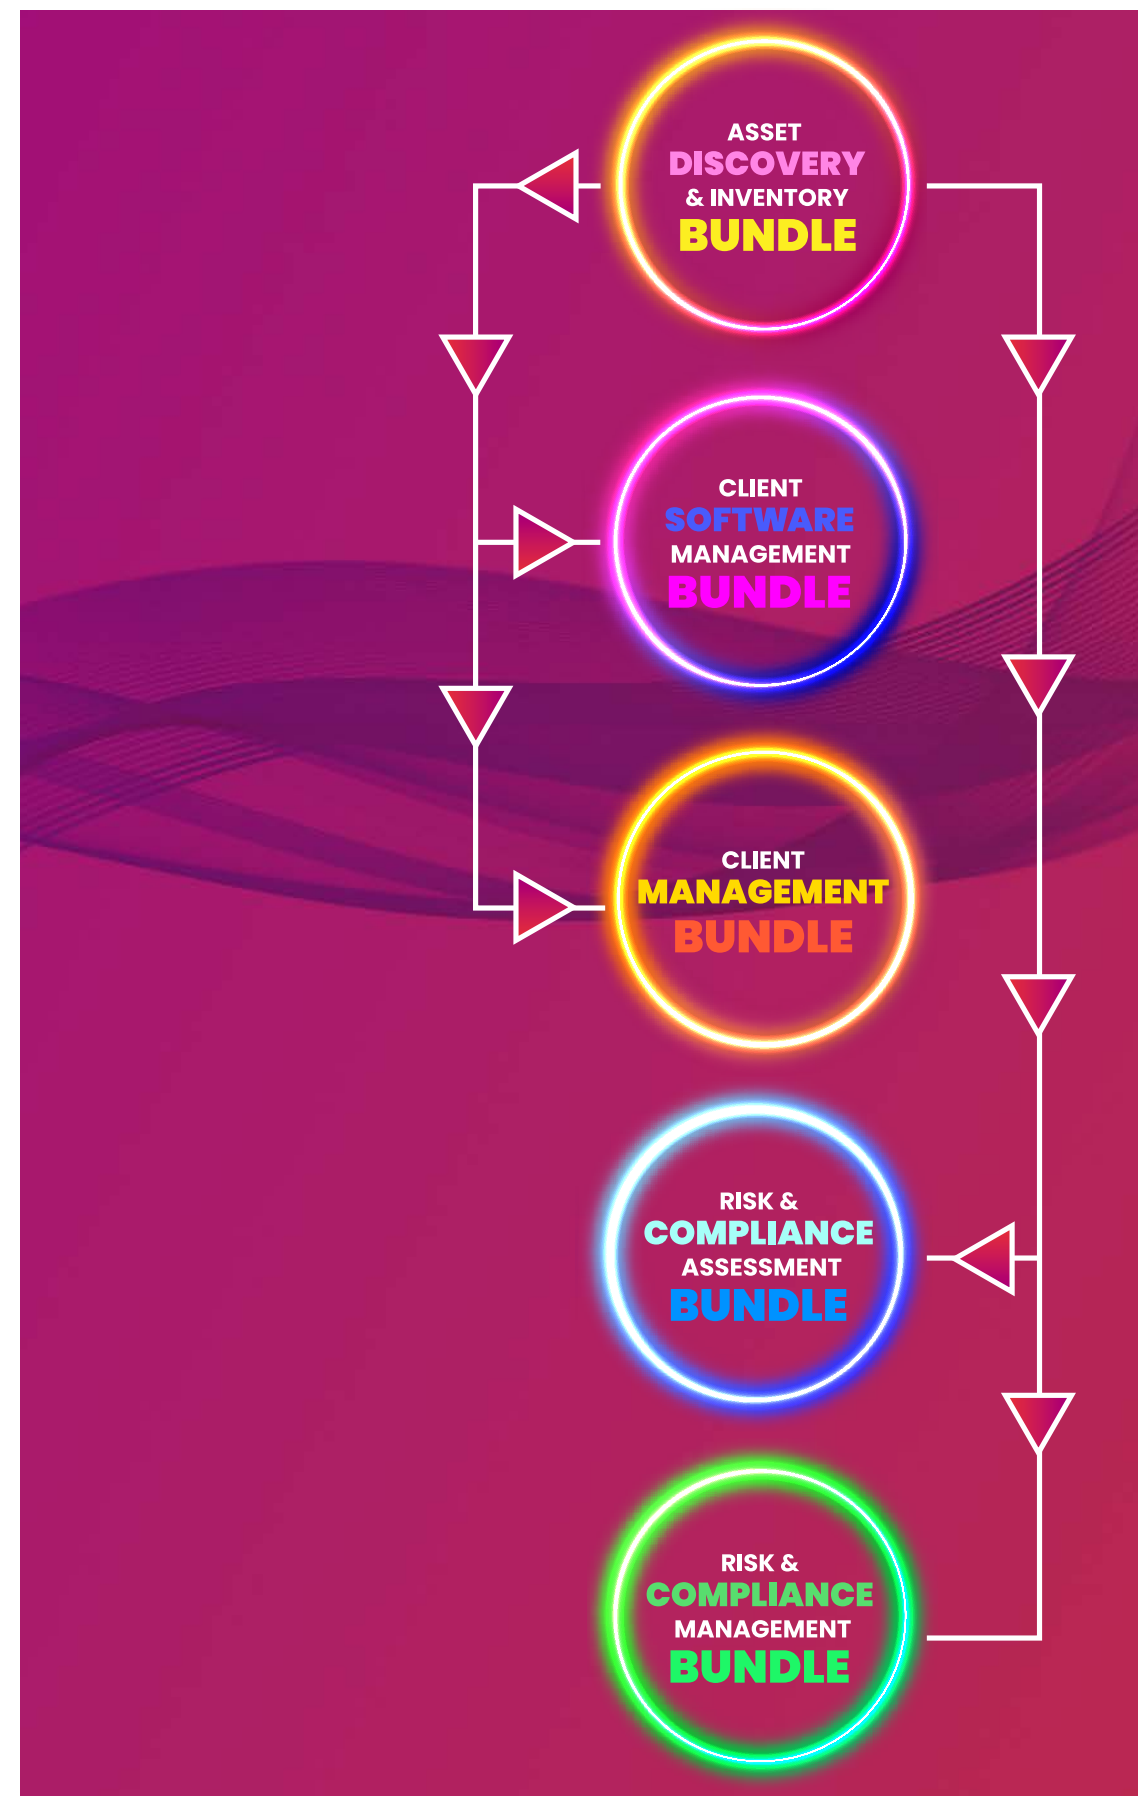 ASSET
DISCOVERY
& INVENTORY
BUNDLE
CLIENT
SOFTWARE
MANAGEMENT
BUNDLE
CLIENT
MANAGEMENT
BUNDLE
RISK &
COMPLIANCE
ASSESSMENT
BUNDLE
RISK &
COMPLIANCE
MANAGEMENT
BUNDLE